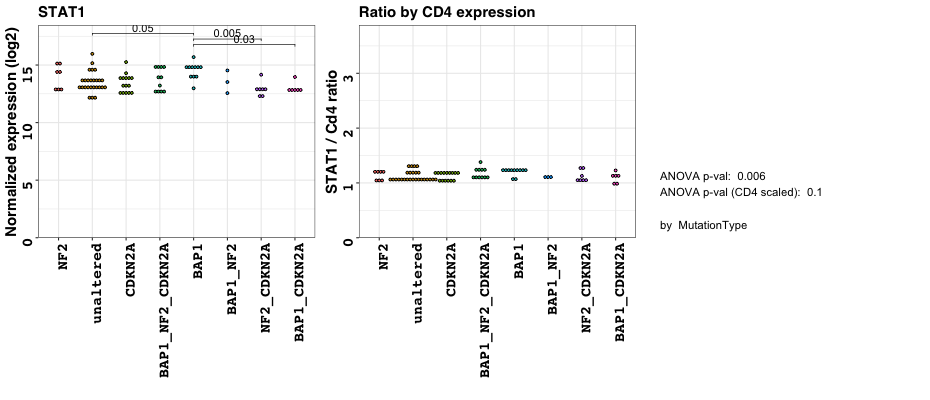 STAT1
Normalized expression (log2)
0
5
10
15
0.05
0.005
0.03
NF2
unaltered
CDKN2A
BAP1_NF2_CDKN2A
BAP1
BAP1_NF2
NF2_CDKN2A
BAP1_CDKN2A
Ratio by CD4 expression
STAT1 / Cd4 ratio
0
1
2
3
NF2
unaltered
CDKN2A
BAP1_NF2_CDKN2A
BAP1
BAP1_NF2
NF2_CDKN2A
BAP1_CDKN2A
ANOVA p-val: 0.006
ANOVA p-val (CD4 scaled): 0.1
by MutationType